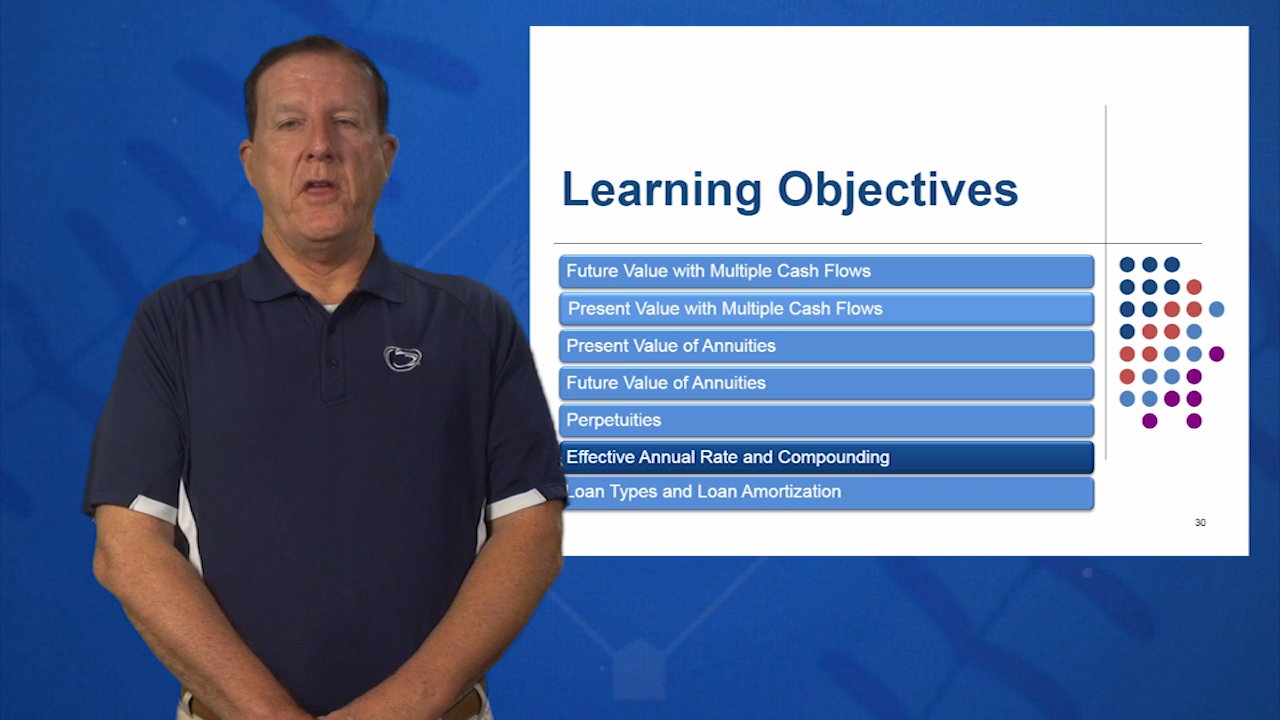 Learning Objectives
Future Value with Multiple Cash Flows
Present Value with Multiple Cash Flows
Present Value of Annuities
Future Value of Annuities
Perpetuities
Effective Annual Rate and Compounding
Loan Types and Loan Amortization
30